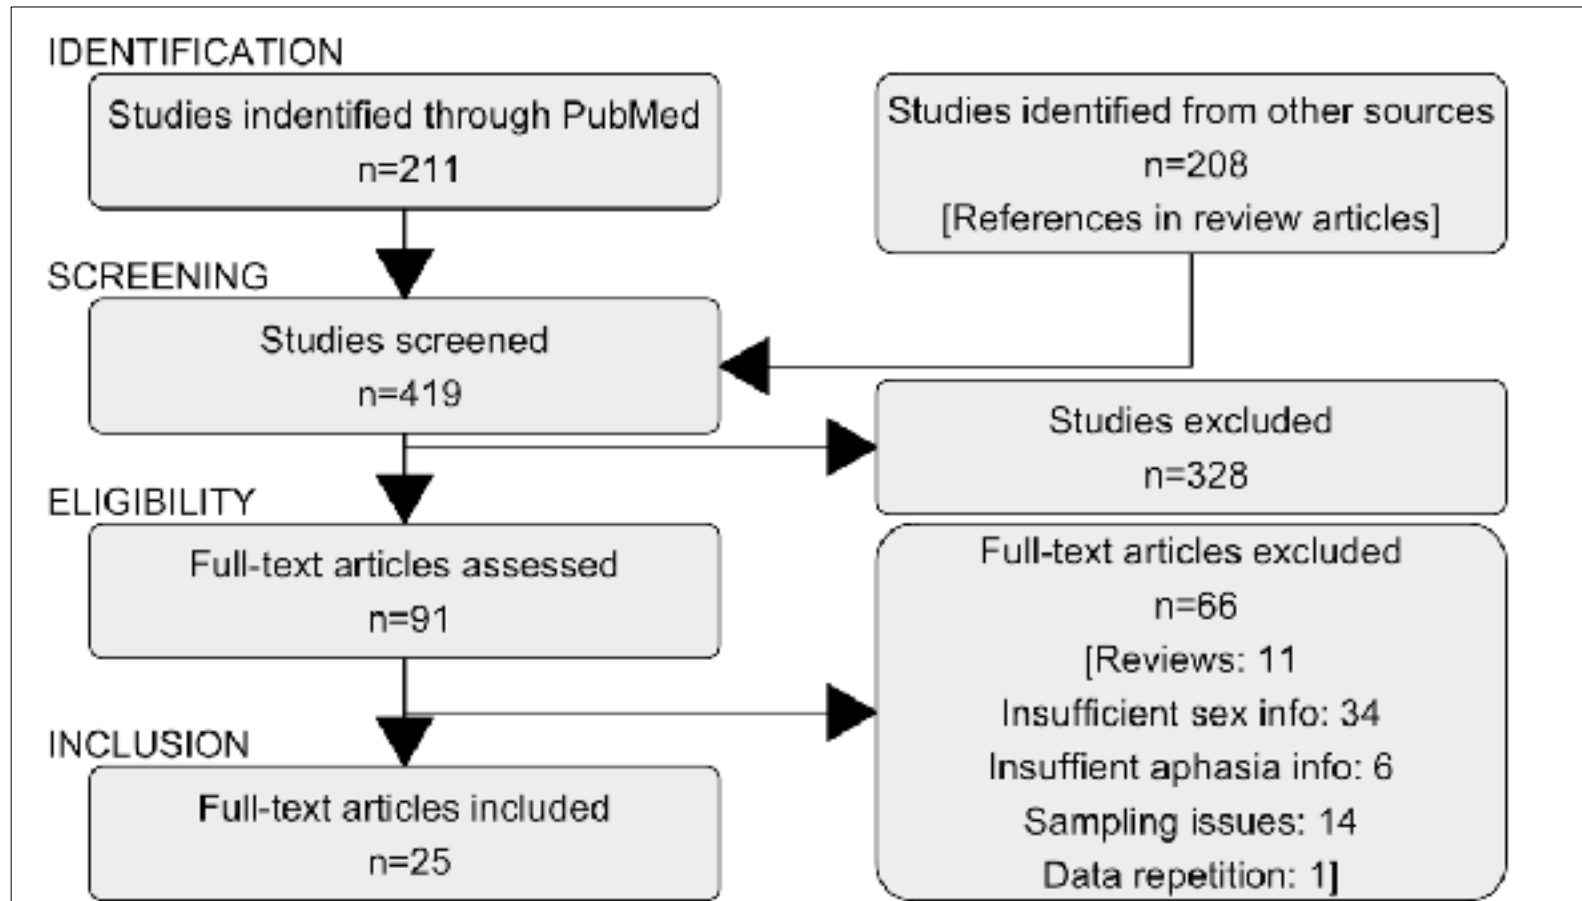 IDENTIFICATION
Studies indentified through PubMed
n=211
Studies identified from other sources
n=208
[References in review articles]
SCREENING
Studies screened
n=419
Studies excluded
n=328
ELIGIBILITY
Full-text articles assessed
n=91
Full-text articles excluded
n=66
[Reviews: 11
Insufficient sex info: 34
Insuffient aphasia info: 6
Sampling issues: 14
Data repetition: 1]
INCLUSION
Full-text articles included
n=25